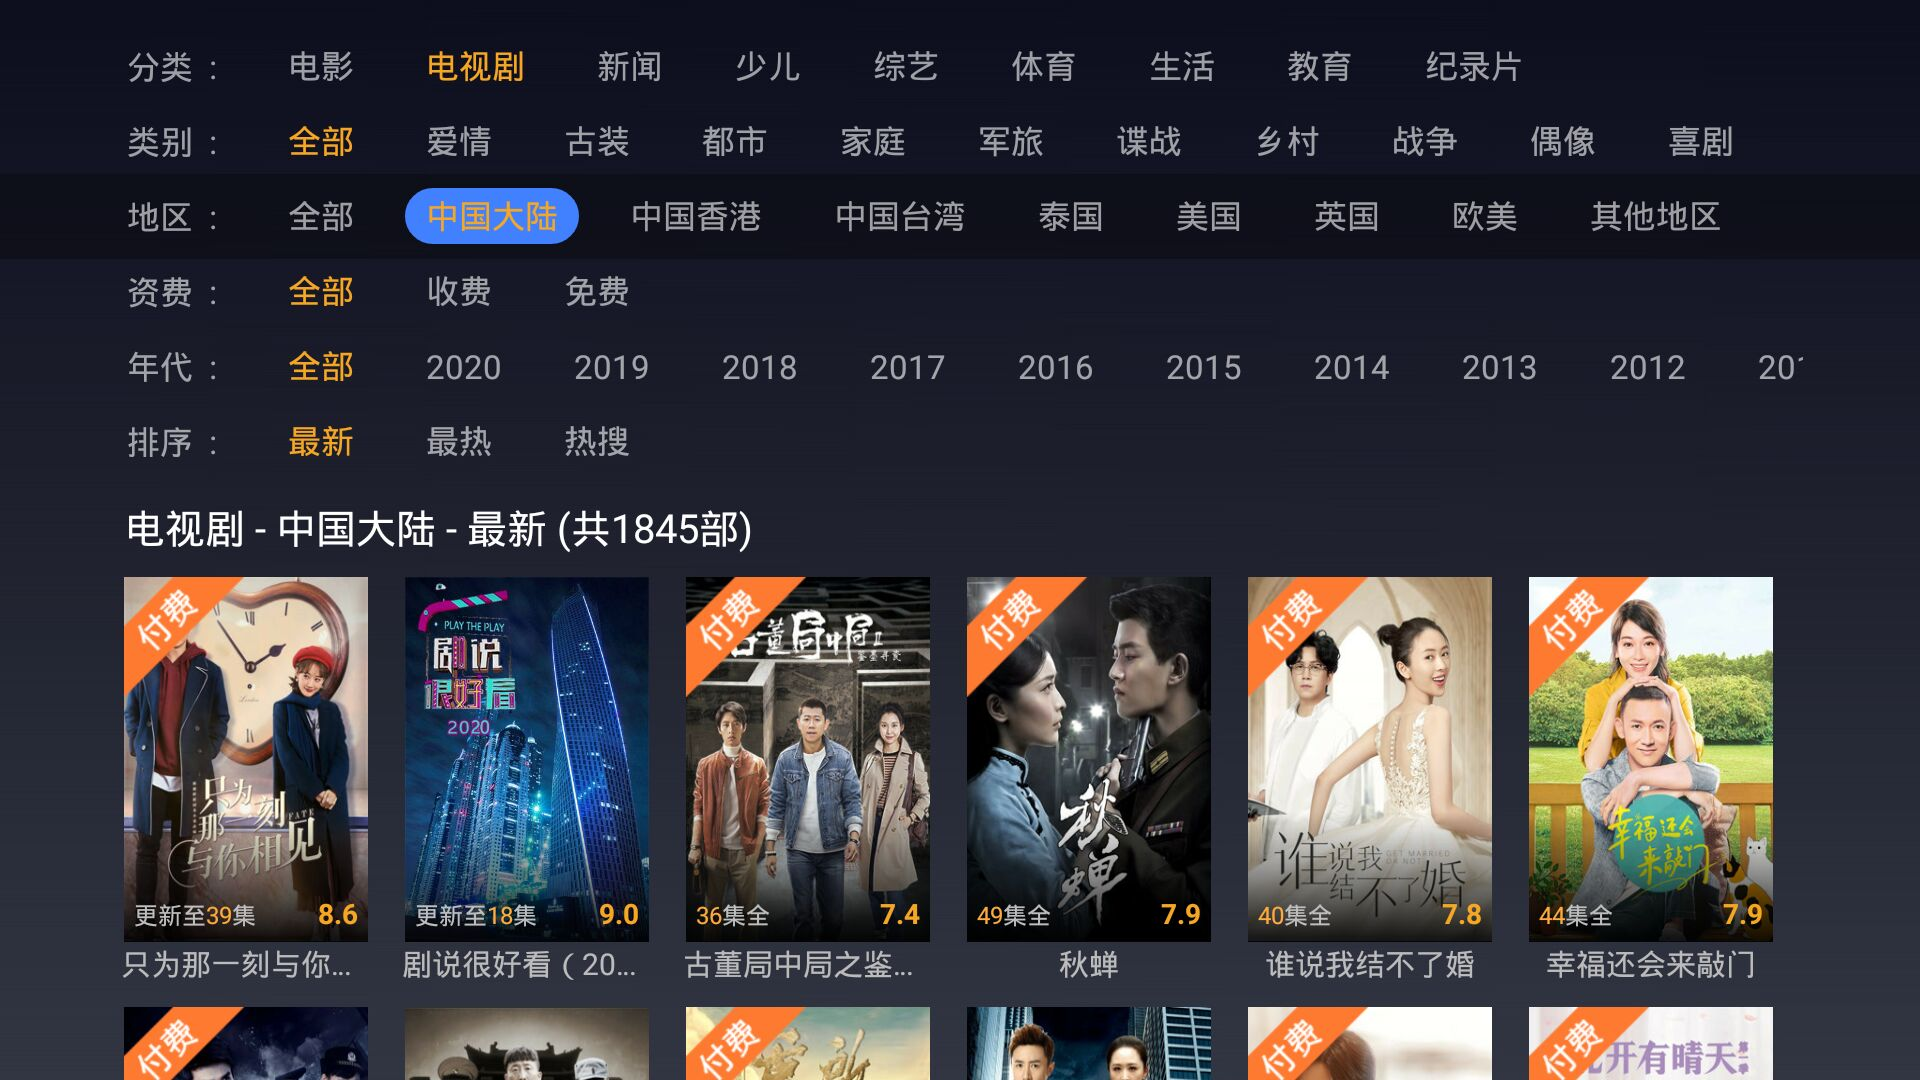 分类： 电影 电视剧 新闻 少儿 综艺 体育 生活 教育 纪录片
类别： 全部 爱情 古装 都市 家庭 军旅 谍战 乡村 战争 偶像 喜剧
地区： 全部 中国大陆 中国香港 中国台湾 泰国 美国 英国 欧美 其他地区
资费： 全部 收费 免费
年代： 全部 2020 2019 2018 2017 2016 2015 2014 2013 2012
排序： 最新 最热 热搜
电视剧 - 中国大陆 - 最新 (共1845部)
付费
只为
那一刻
FATE
与你相见
更新至39集 8.6
只为那一刻与你...
PLAY THE PLAY
剧说
很好看
2020
更新至18集 9.0
剧说很好看（20...
付费
古董局中局II
鉴墨寻瓷
36集全 7.4
古董局中局之鉴...
付费
秋蝉
49集全 7.9
秋蝉
付费
谁说我
结不了婚
GET MARRIED
OR NOT
40集全 7.8
谁说我结不了婚
付费
幸福还会
来敲门
44集全 7.9
幸福还会来敲门
付费
付费
付费
付费
开有晴天
第一季